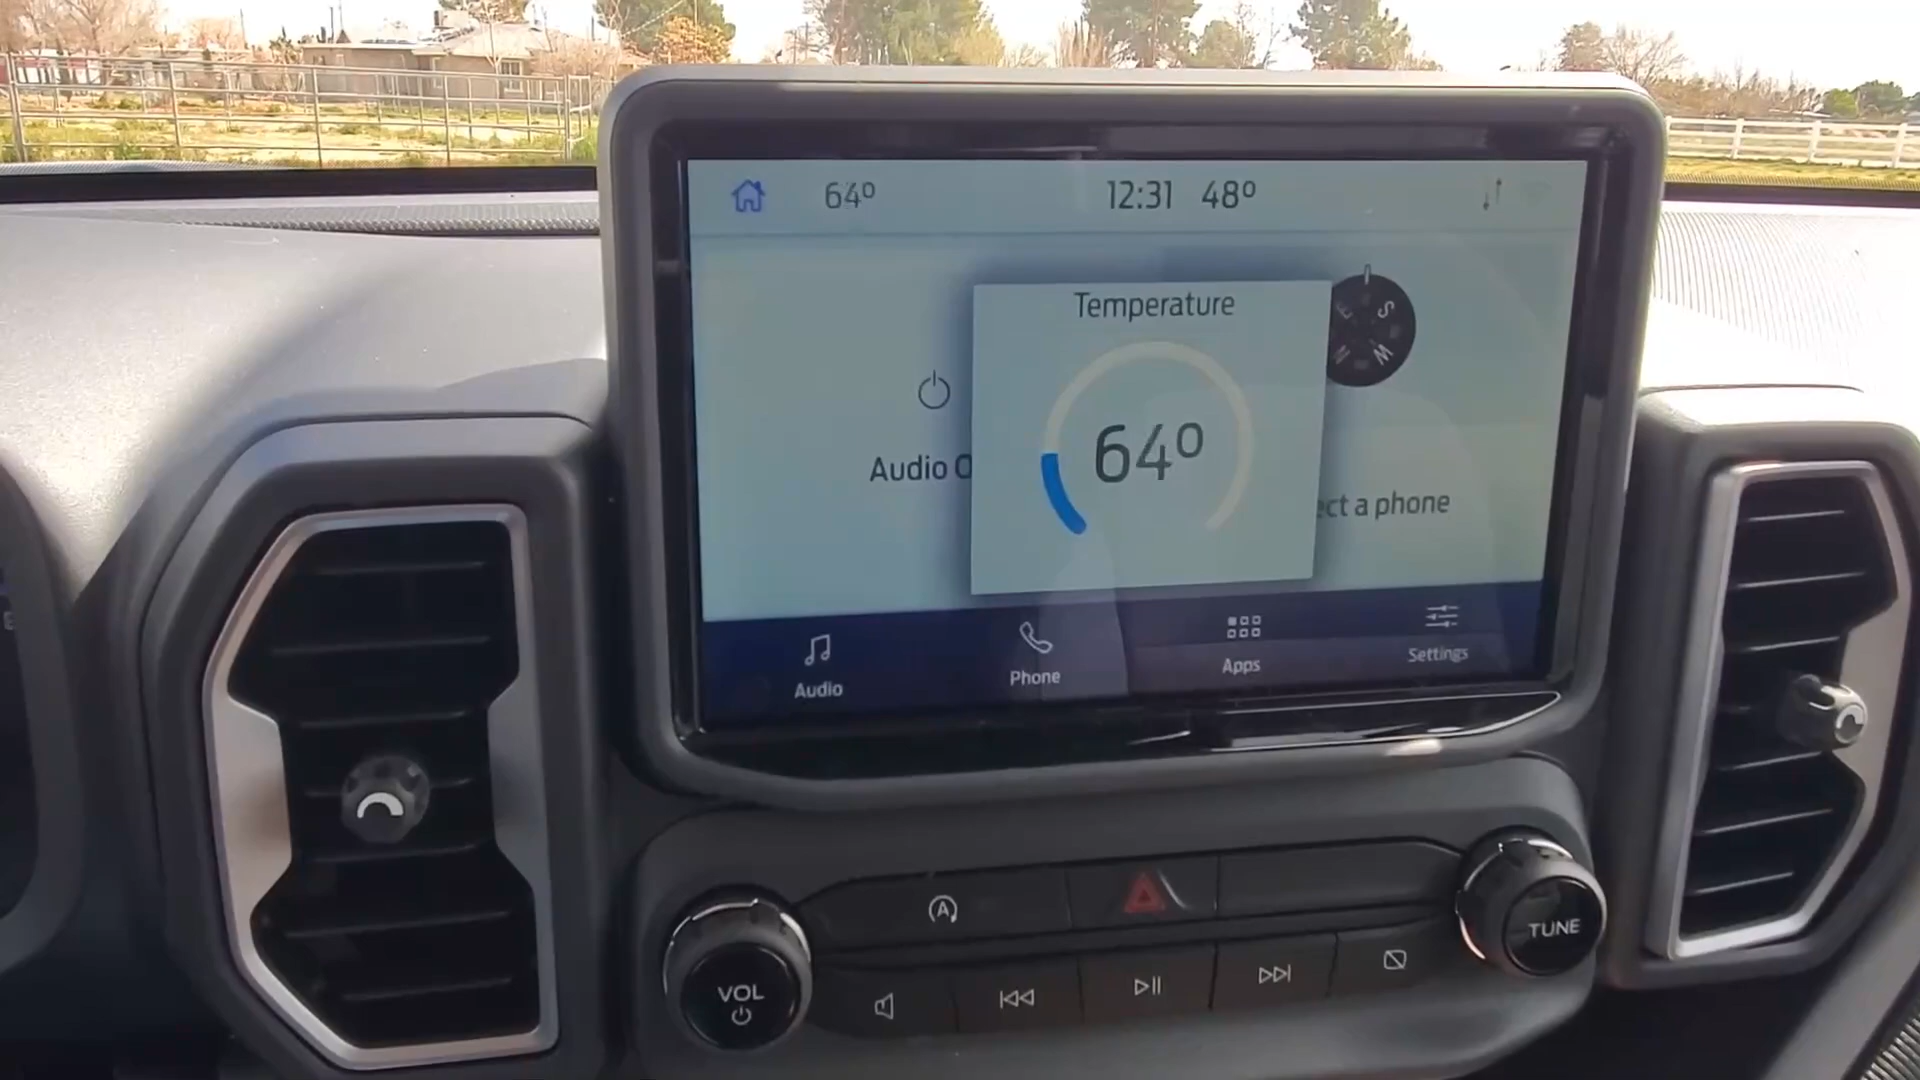 64º
12:31 48º
Temperature
64º
S
E
W
N
Audio O
ect a phone
Audio
Phone
Apps
Settings
A
VOL
TUNE